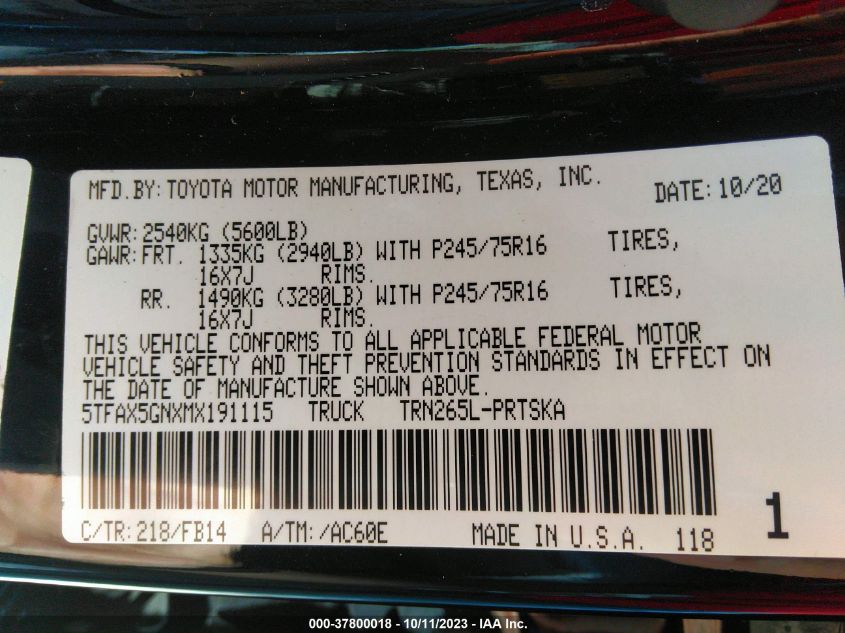 MFD.BY: TOYOTA MOTOR MANUFACTURING, TEXAS, INC. DATE: 10/20
GVWR: 2540KG (5600LB)
GAWR: FRT. 1335KG (2940LB) WITH P245/75R16 TIRES,
16X7J RIMS.
RR. 1490KG (3280LB) WITH P245/75R16 TIRES,
16X7J RIMS.
THIS VEHICLE CONFORMS TO ALL APPLICABLE FEDERAL MOTOR
VEHICLE SAFETY AND THEFT PREVENTION STANDARDS IN EFFECT ON
THE DATE OF MANUFACTURE SHOWN ABOVE.
5TFAX5GNXMX191115 TRUCK TRN265L-PRTSKA
C/TR: 218/FB14 A/TM: /AC60E MADE IN U.S.A. 118 1
000-37800018 - 10/11/2023 - IAA Inc.